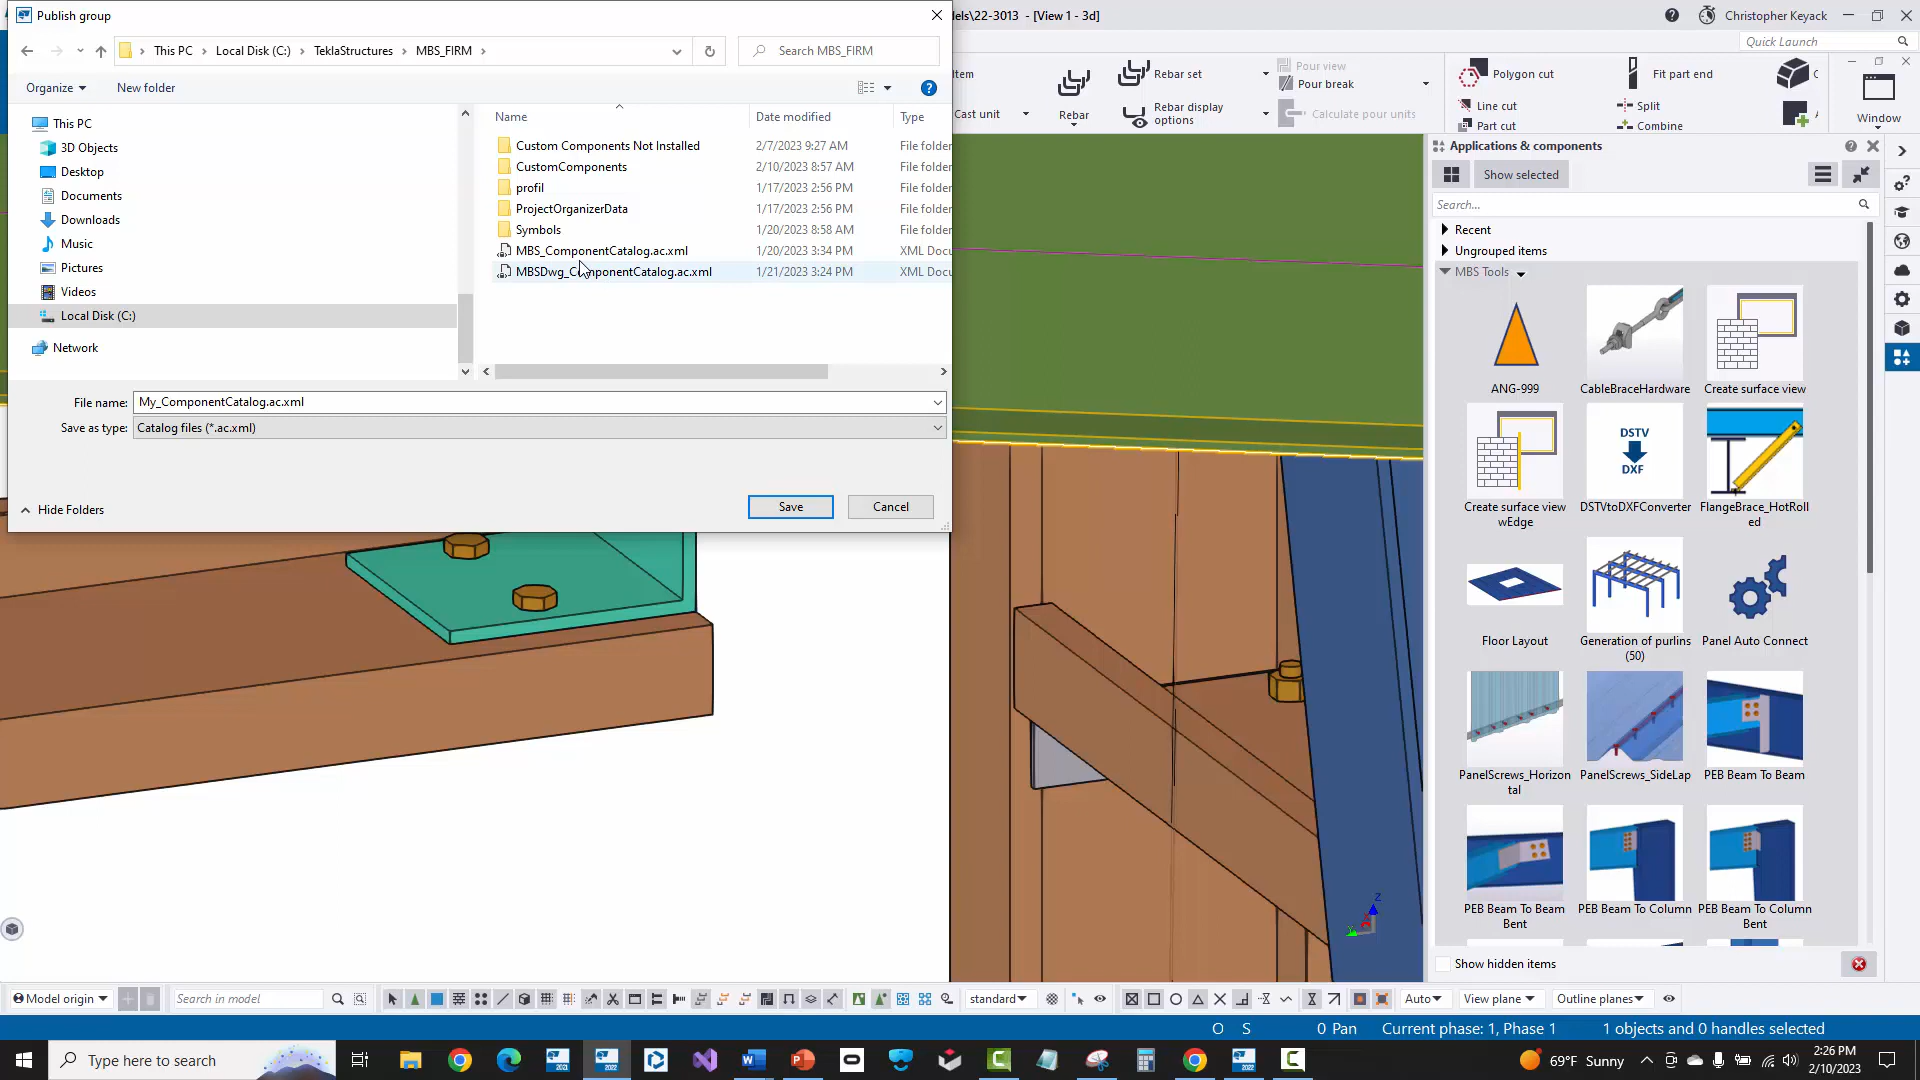 Publish group
This PC
Local Disk (C:)
TeklaStructures
MBS_FIRM
Search MBS_FIRM
Organize
New folder
Name
Date modified
Type
This PC
3D Objects
Desktop
Documents
Downloads
Music
Pictures
Videos
Local Disk (C:)
Network
Custom Components Not Installed 2/7/2023 9:27 AM File folder
CustomComponents 2/10/2023 8:57 AM File folder
profil 1/17/2023 2:56 PM File folder
ProjectOrganizerData 1/17/2023 2:56 PM File folder
Symbols 1/20/2023 8:58 AM File folder
MBS_ComponentCatalog.ac.xml 1/20/2023 3:34 PM XML Docu
MBSDwg_ComponentCatalog.ac.xml 1/21/2023 3:24 PM XML Docu
File name: My_ComponentCatalog.ac.xml
Save as type: Catalog files (*.ac.xml)
Hide Folders
Save
Cancel
dels\22-3013 - [View 1 - 3d]
Christopher Keyack
Quick Launch
Item
Cast unit
Rebar
Rebar set
Rebar display
options
Pour view
Pour break
Calculate pour units
Polygon cut
Line cut
Part cut
Fit part end
Split
Combine
Window
Applications & components
Show selected
Search...
Recent
Ungrouped items
MBS Tools
ANG-999
CableBraceHardware
Create surface view
DSTV
DXF
Create surface view
wEdge
DSTVtoDXFConverter
FlangeBrace_HotRoll
ed
Floor Layout
Generation of purlins
(50)
Panel Auto Connect
PanelScrews_Horizon
tal
PanelScrews_SideLap
PEB Beam To Beam
PEB Beam To Beam
Bent
PEB Beam To Column
PEB Beam To Column
Bent
Show hidden items
Z
Model origin
Search in model
standard
Auto
View plane
Outline planes
O S
0 Pan
Current phase: 1, Phase 1
1 objects and 0 handles selected
Type here to search
2021
2022
2022
69°F Sunny
2:26 PM
2/10/2023